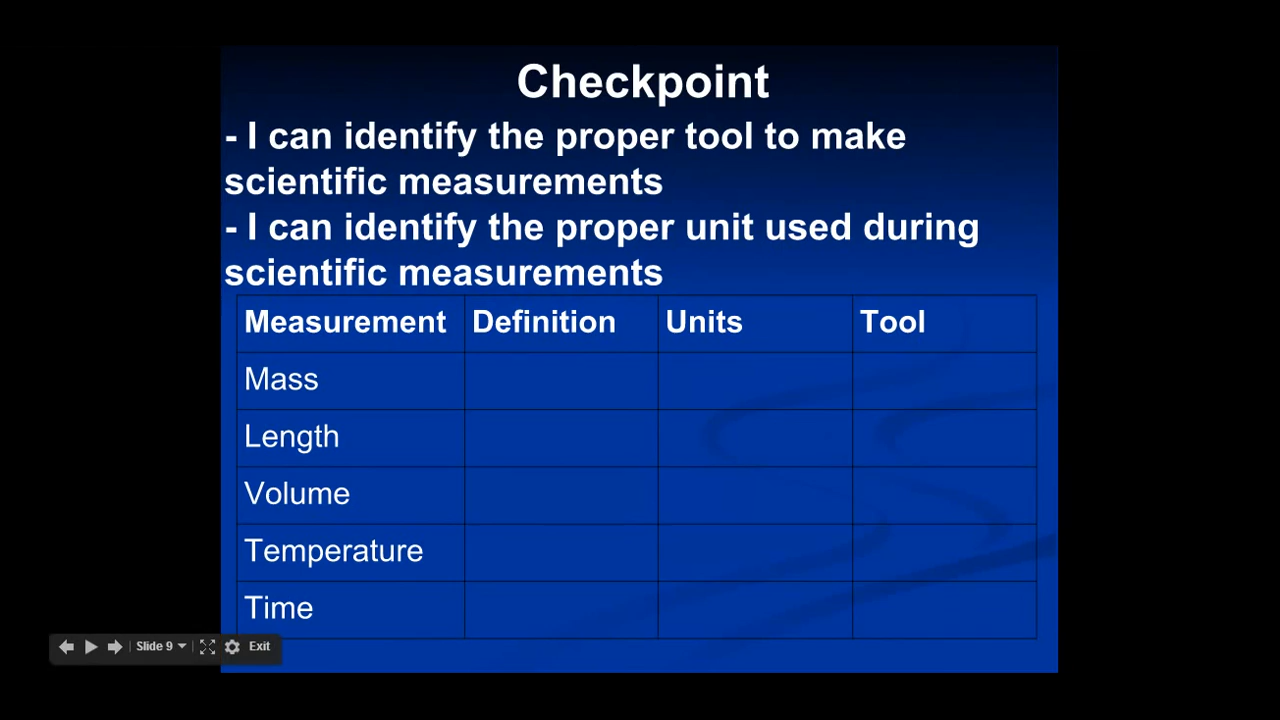 Checkpoint
- I can identify the proper tool to make
scientific measurements
- I can identify the proper unit used during
scientific measurements
Measurement Definition Units Tool
Mass
Length
Volume
Temperature
Time
Slide 9 Exit